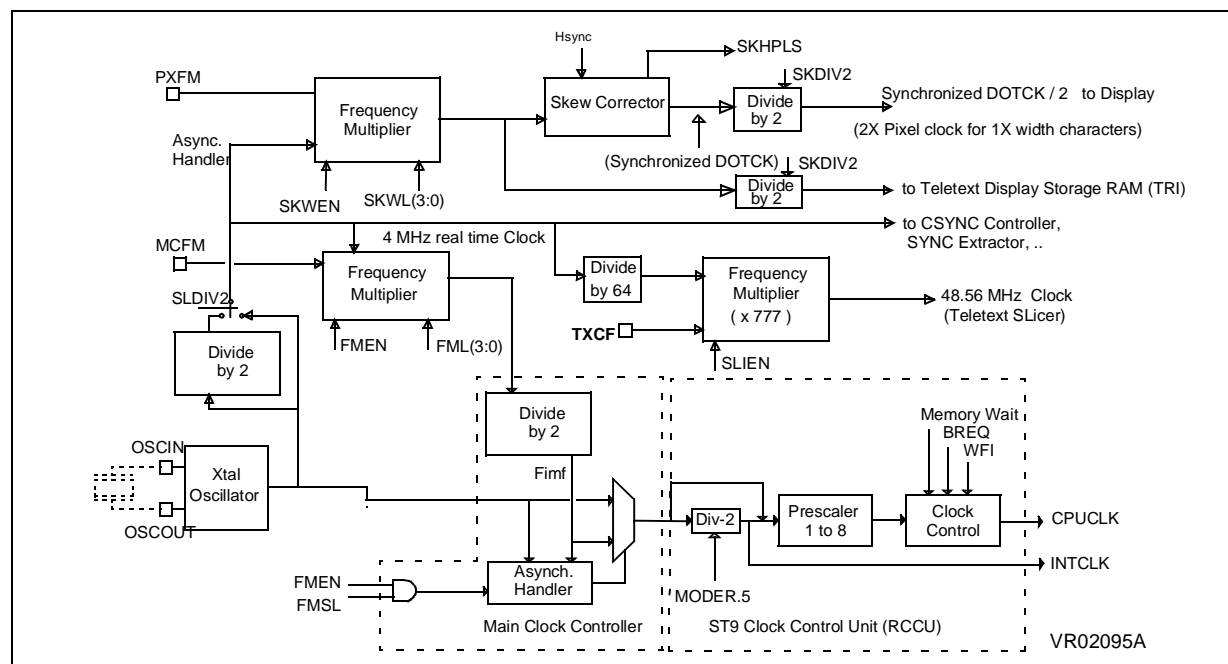 Hsync
SKHPLS
PXFM
SKDIV2
Frequency
Multiplier
Skew Corrector
Divide
by 2
Synchronized DOTCK / 2 to Display
(2X Pixel clock for 1X width characters)
Async.
Handler
(Synchronized DOTCK)
SKDIV2
Divide
by 2
to Teletext Display Storage RAM (TRI)
SKWEN
SKWL(3:0)
to CSYNC Controller,
SYNC Extractor, ..
4 MHz real time Clock
MCFM
Frequency
Multiplier
Divide
by 64
Frequency
Multiplier
( x 777 )
48.56 MHz Clock
(Teletext SLicer)
SLDIV2
TXCF
FMEN
FML(3:0)
SLIEN
Divide
by 2
Divide
by 2
Memory Wait
BREQ
WFI
OSCIN
Xtal
Oscillator
OSCOUT
Fimf
Div-2
Prescaler
1 to 8
Clock
Control
CPUCLK
INTCLK
FMEN
FMSL
Asynch.
Handler
MODER.5
Main Clock Controller
ST9 Clock Control Unit (RCCU)
VR02095A